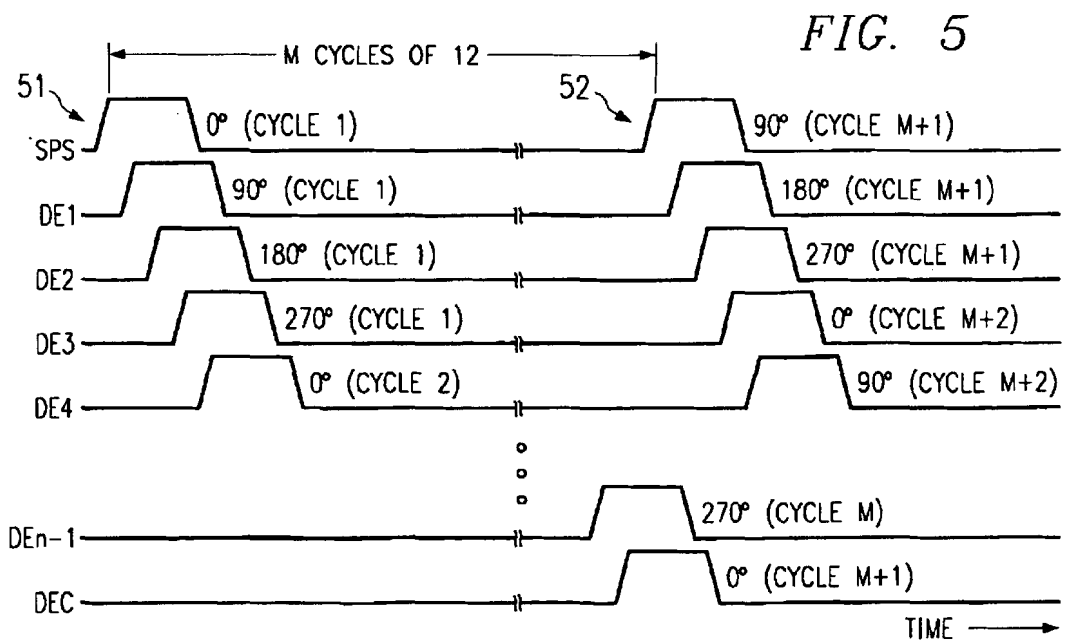 FIG. 5
M CYCLES OF 12
51
52
SPS 0° (CYCLE 1) 90° (CYCLE M+1)
DE1 90° (CYCLE 1) 180° (CYCLE M+1)
DE2 180° (CYCLE 1) 270° (CYCLE M+1)
DE3 270° (CYCLE 1) 0° (CYCLE M+2)
DE4 0° (CYCLE 2) 90° (CYCLE M+2)
DEn-1 270° (CYCLE M)
DEC 0° (CYCLE M+1)
TIME